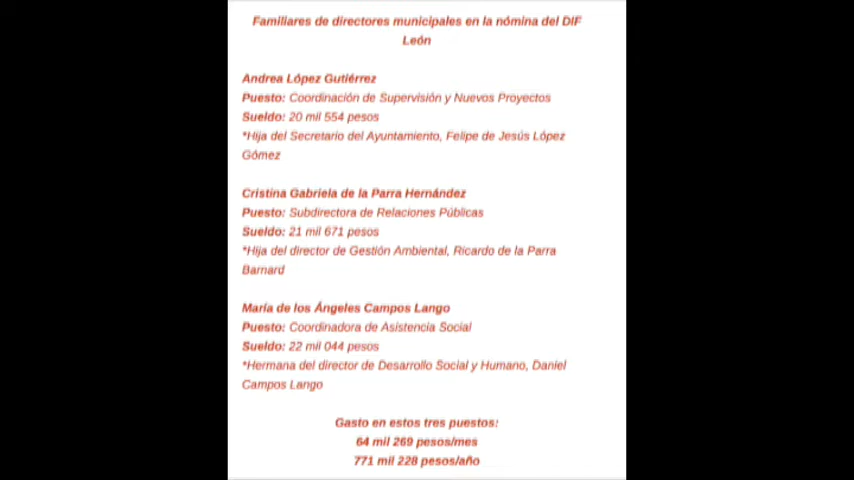 Familiares de directores municipales en la nómina del DIF
León
Andrea López Gutiérrez
Puesto: Coordinación de Supervisión y Nuevos Proyectos
Sueldo: 20 mil 554 pesos
*Hija del Secretario del Ayuntamiento, Felipe de Jesús López
Gómez
Cristina Gabriela de la Parra Hernández
Puesto: Subdirectora de Relaciones Públicas
Sueldo: 21 mil 671 pesos
*Hija del director de Gestión Ambiental, Ricardo de la Parra
Barnard
María de los Ángeles Campos Lango
Puesto: Coordinadora de Asistencia Social
Sueldo: 22 mil 044 pesos
*Hermana del director de Desarrollo Social y Humano, Daniel
Campos Lango
Gasto en estos tres puestos:
64 mil 269 pesos/mes
771 mil 228 pesos/año